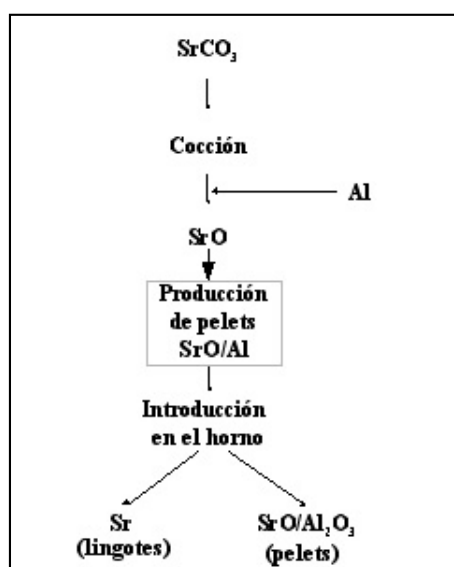 SrCO₃
Cocción
Al
SrO
Producción
de pelets
SrO/Al
Introducción
en el horno
Sr
(lingotes)
SrO/Al₂O₃
(pelets)